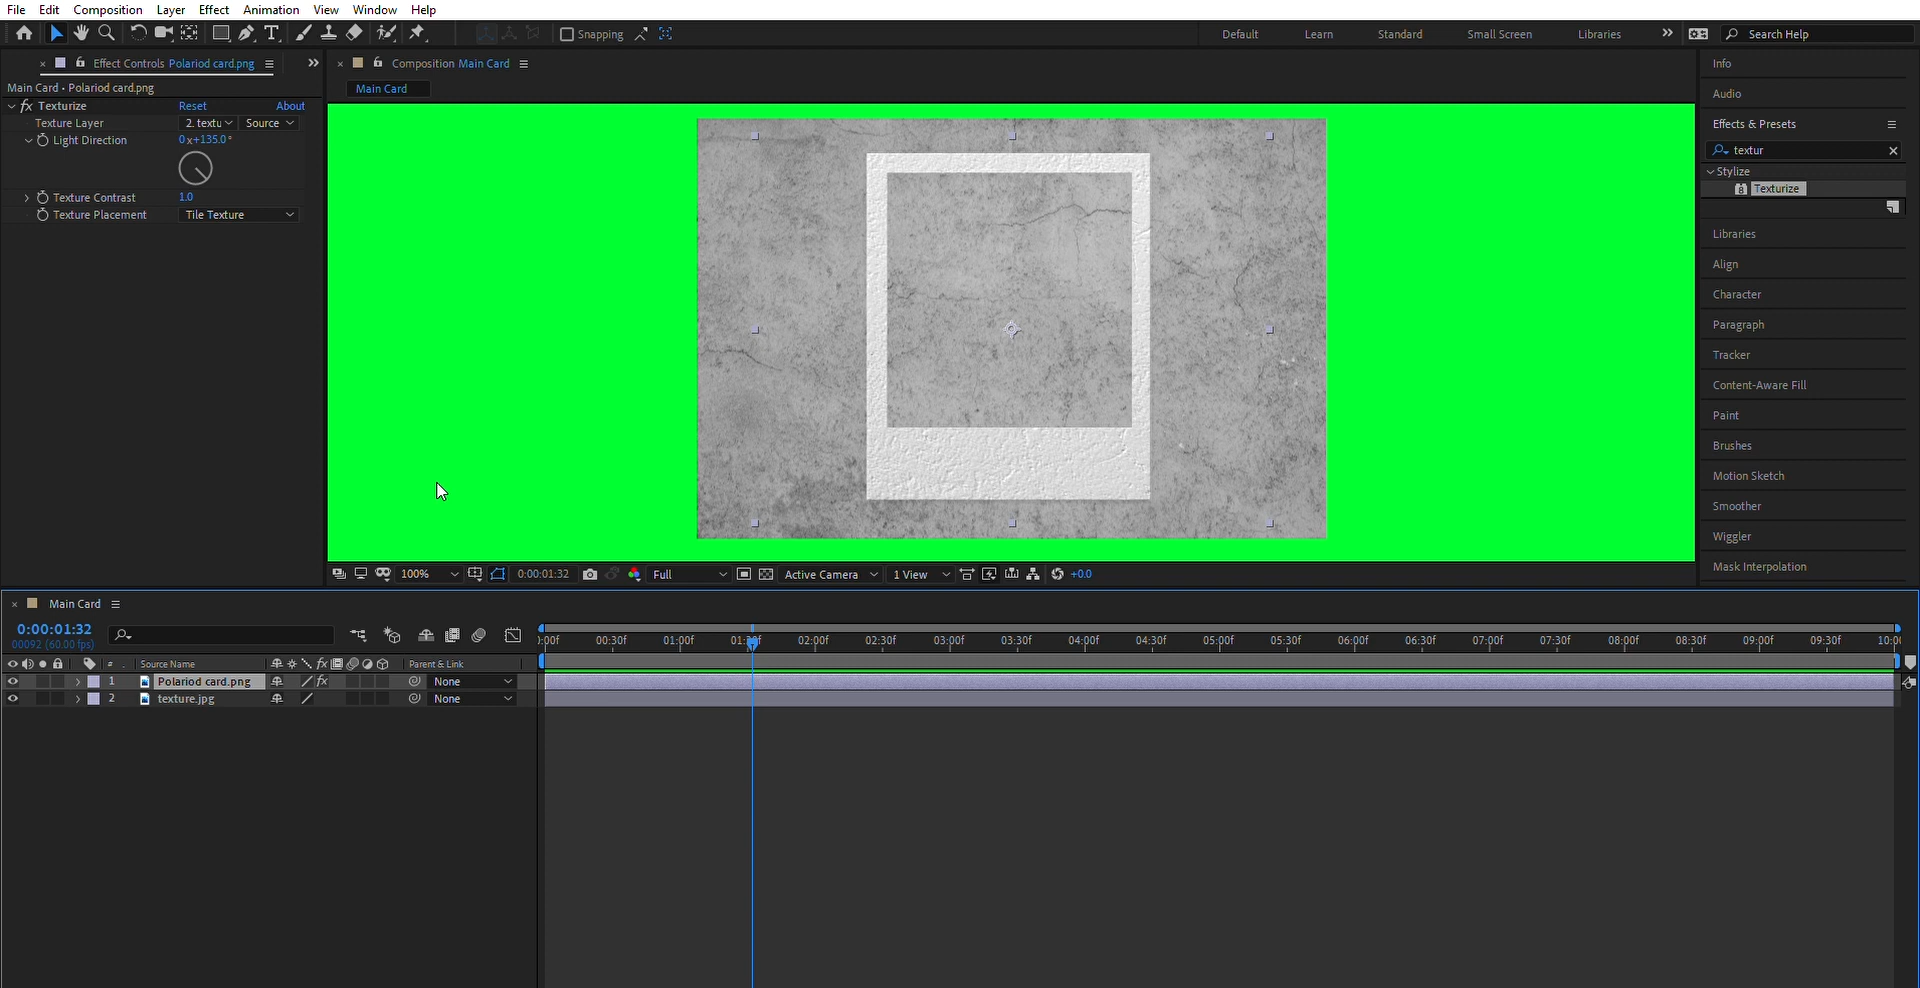 File Edit Composition Layer Effect Animation View Window Help
Snapping Default Learn Standard Small Screen Libraries Search Help
Effect Controls Polariod card.png
Composition Main Card
Main Card
Main Card • Polariod card.png
fx Texturize Reset About
Texture Layer 2. textu Source
Light Direction 0x+135.0°
Texture Contrast 1.0
Texture Placement Tile Texture
Info
Audio
Effects & Presets
textur
Stylize
8 Texturize
Libraries
Align
Character
Paragraph
Tracker
Content-Aware Fill
Paint
Brushes
Motion Sketch
Smoother
Wiggler
Mask Interpolation
100% 0:00:01:32 Full Active Camera 1 View +0.0
Main Card
0:00:01:32
00092 (60.00 fps)
:00f 00:30f 01:00f 02:00f 02:30f 03:00f 03:30f 04:00f 04:30f 05:00f 05:30f 06:00f 06:30f 07:00f 07:30f 08:00f 08:30f 09:00f 09:30f 10:00
# Source Name fx Parent & Link
1 Polariod card.png fx None
2 texture.jpg None